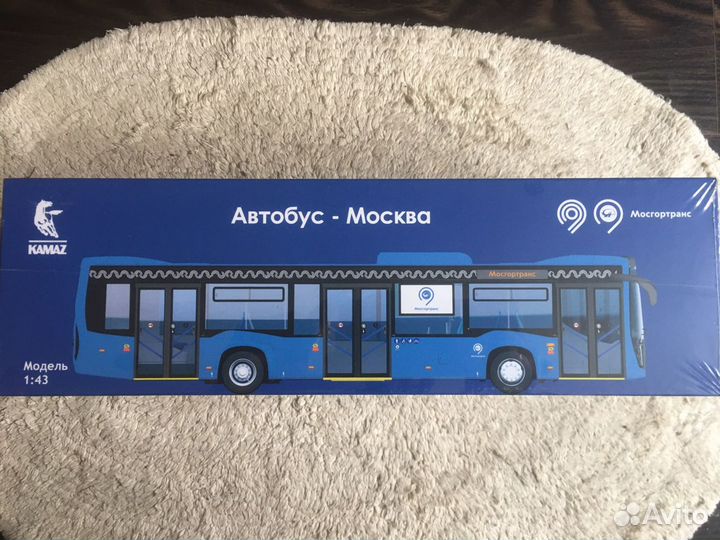 KAMAZ
Автобус - Москва
Мосгортранс
Мосгортранс
Мосгортранс
Модель
1:43
Avito